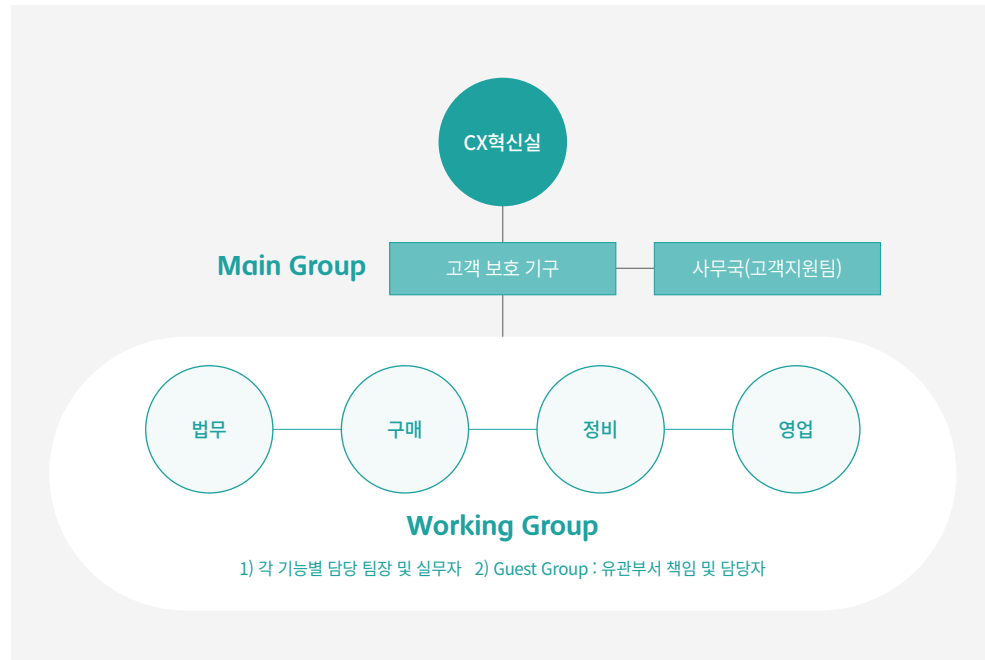 CX혁신실
Main Group
고객 보호 기구
사무국(고객지원팀)
법무
구매
정비
영업
Working Group
1) 각 기능별 담당 팀장 및 실무자 2) Guest Group : 유관부서 책임 및 담당자